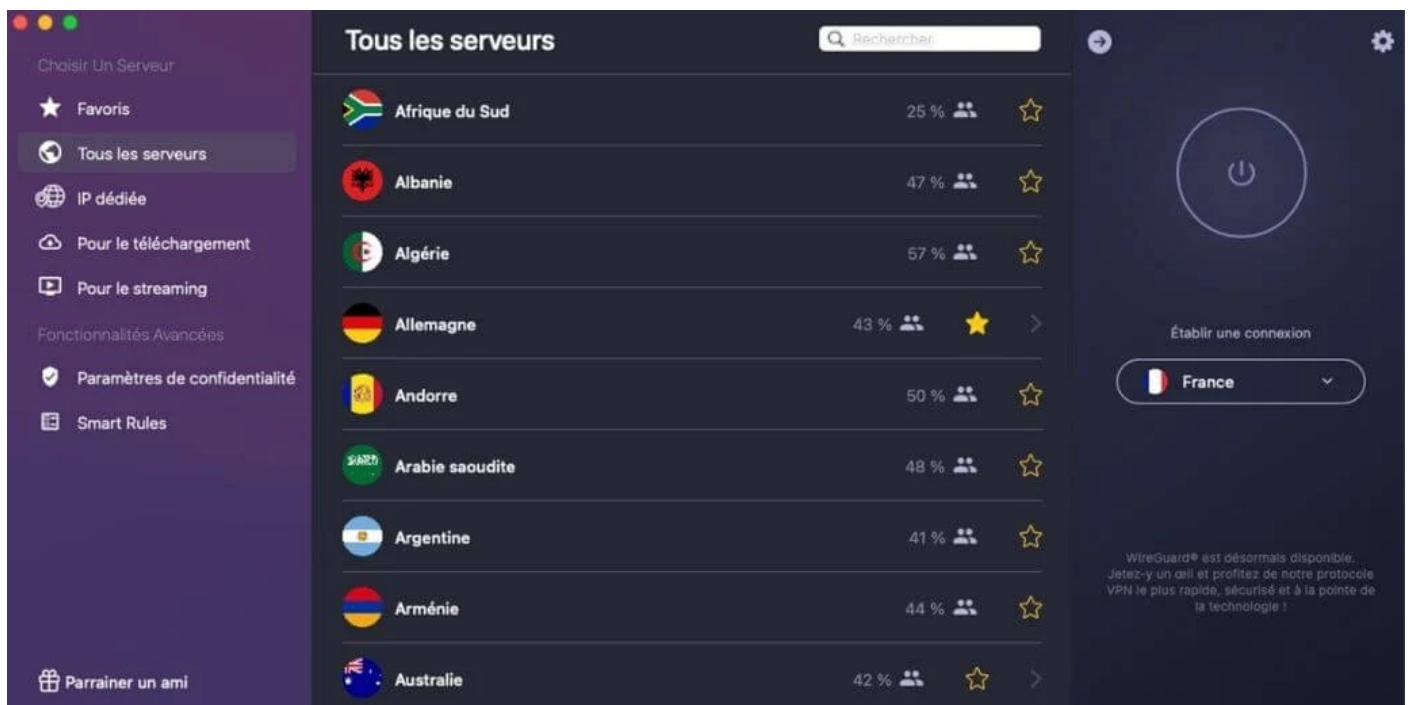 Choisir Un Serveur
Favoris
Tous les serveurs
IP dédiée
Pour le téléchargement
Pour le streaming
Fonctionnalités Avancées
Paramètres de confidentialité
Smart Rules
Parrainer un ami
Tous les serveurs
Rechercher
Afrique du Sud 25 %
Albanie 47 %
Algérie 57 %
Allemagne 43 %
Andorre 50 %
Arabie saoudite 48 %
Argentine 41 %
Arménie 44 %
Australie 42 %
Établir une connexion
France
WireGuard® est désormais disponible.
Jetez-y un œil et profitez de notre protocole
VPN le plus rapide, sécurisé et à la pointe de
la technologie !